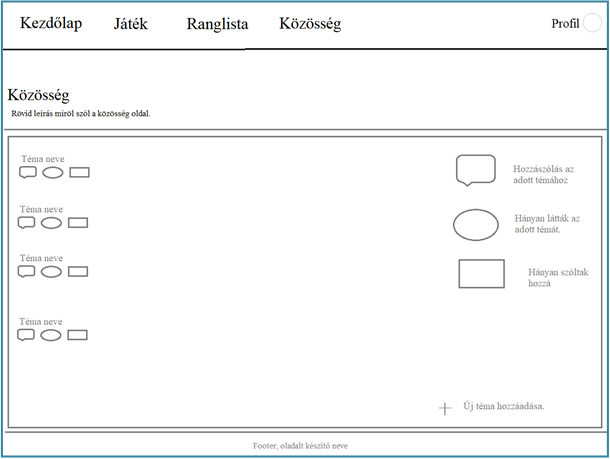 Kezdőlap Játék Ranglista Közösség Profil
Közösség
Rövid leírás miről szól a közösség oldal.
Téma neve
Téma neve
Téma neve
Téma neve
Hozzászólás az
adott témához
Hányan látták az
adott témát.
Hányan szóltak
hozzá
Új téma hozzáadása.
Footer, oladalt készítő neve